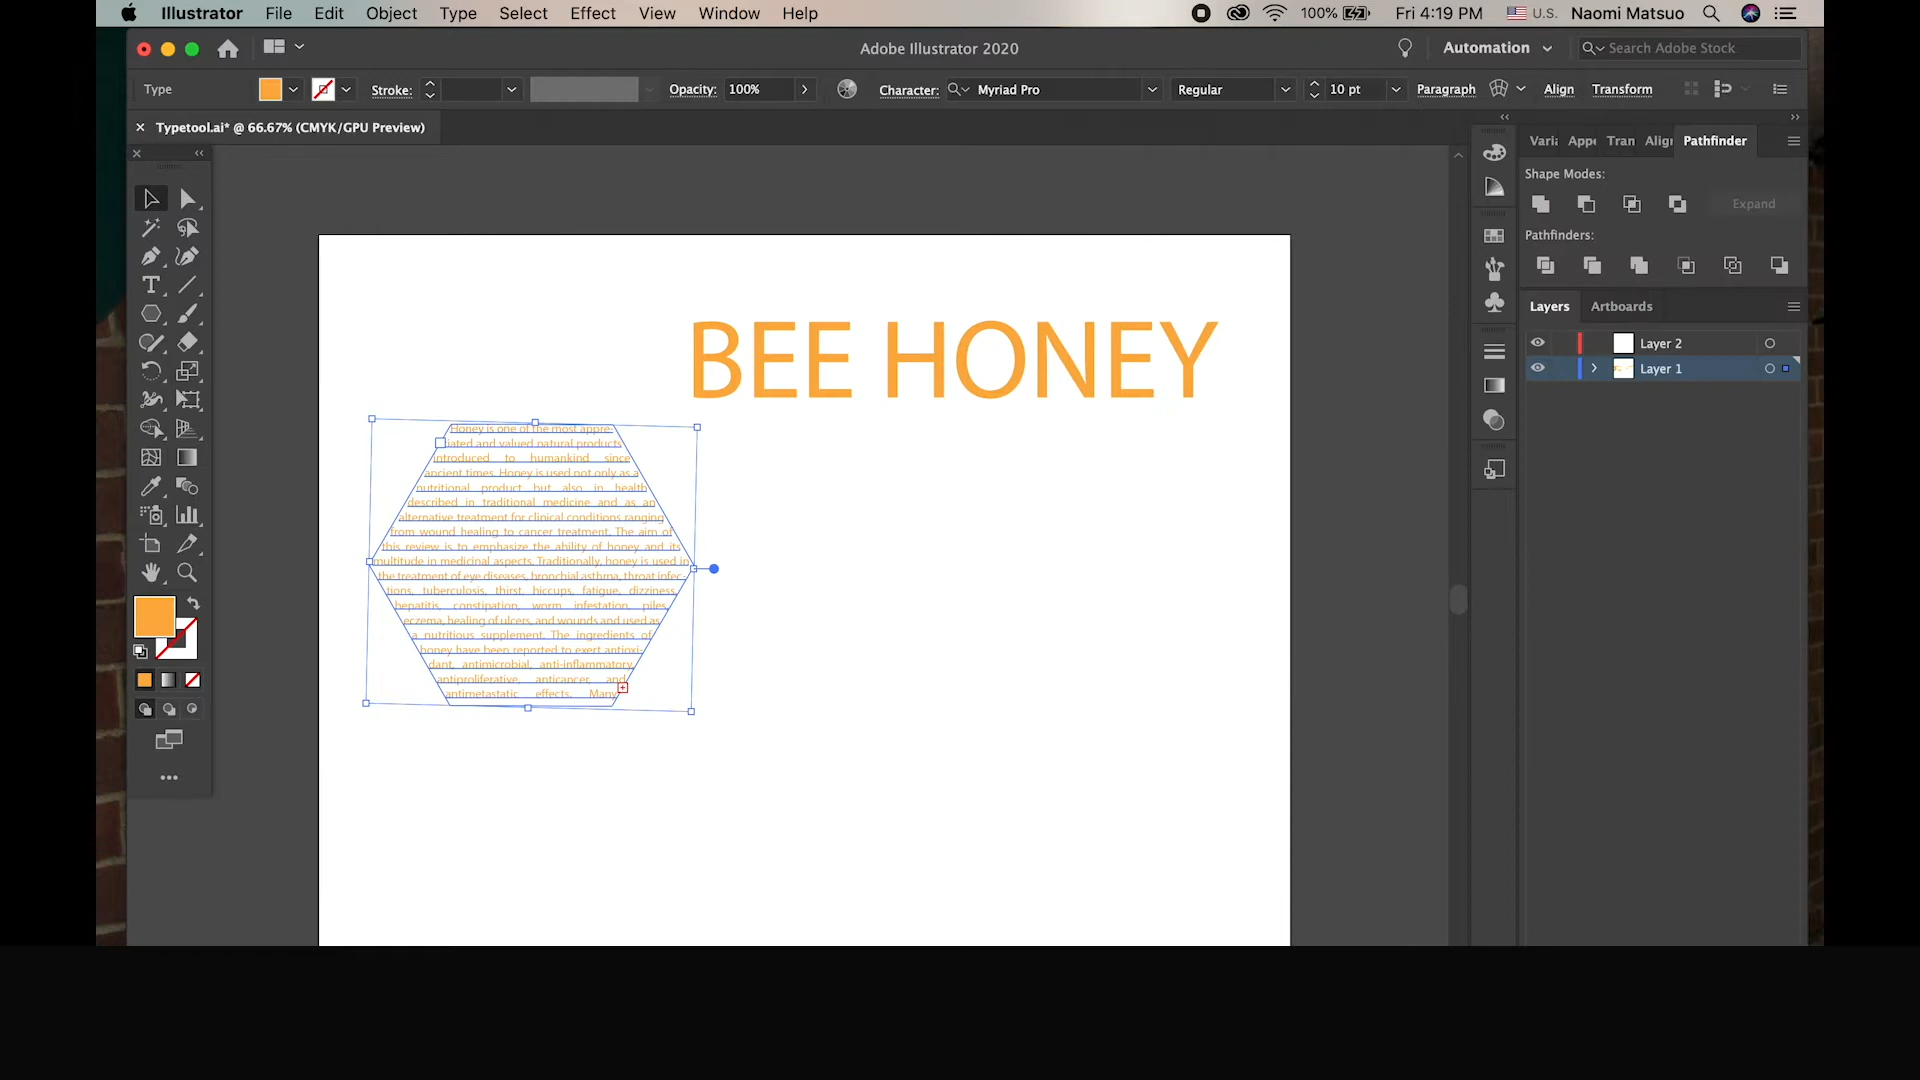 Illustrator File Edit Object Type Select Effect View Window Help 100% Fri 4:19 PM U.S. Naomi Matsuo
Adobe Illustrator 2020 Automation Search Adobe Stock
Type Stroke: Opacity: 100% Character: Myriad Pro Regular 10 pt Paragraph Align Transform
Typetool.ai* @ 66.67% (CMYK/GPU Preview)
Varia Appe Tran Align Pathfinder
Shape Modes:
Expand
Pathfinders:
Layers Artboards
Layer 2
Layer 1
BEE HONEY
Honey is one of the most appre-
iated and valued natural products
introduced to humankind since
ancient times. Honey is used not only as a
nutritional product but also in health
described in traditional medicine and as an
alternative treatment for clinical conditions ranging
from wound healing to cancer treatment. The aim of
this review is to emphasize the ability of honey and its
multitude in medicinal aspects. Traditionally, honey is used in
the treatment of eye diseases, bronchial asthma, throat infec-
tions, tuberculosis, thirst, hiccups, fatigue, dizziness,
hepatitis, constipation, worm infestation, piles,
eczema, healing of ulcers, and wounds and used as
a nutritious supplement. The ingredients of
honey have been reported to exert antioxi-
dant, antimicrobial, anti-inflammatory,
antiproliferative, anticancer, and
antimetastatic effects. Many